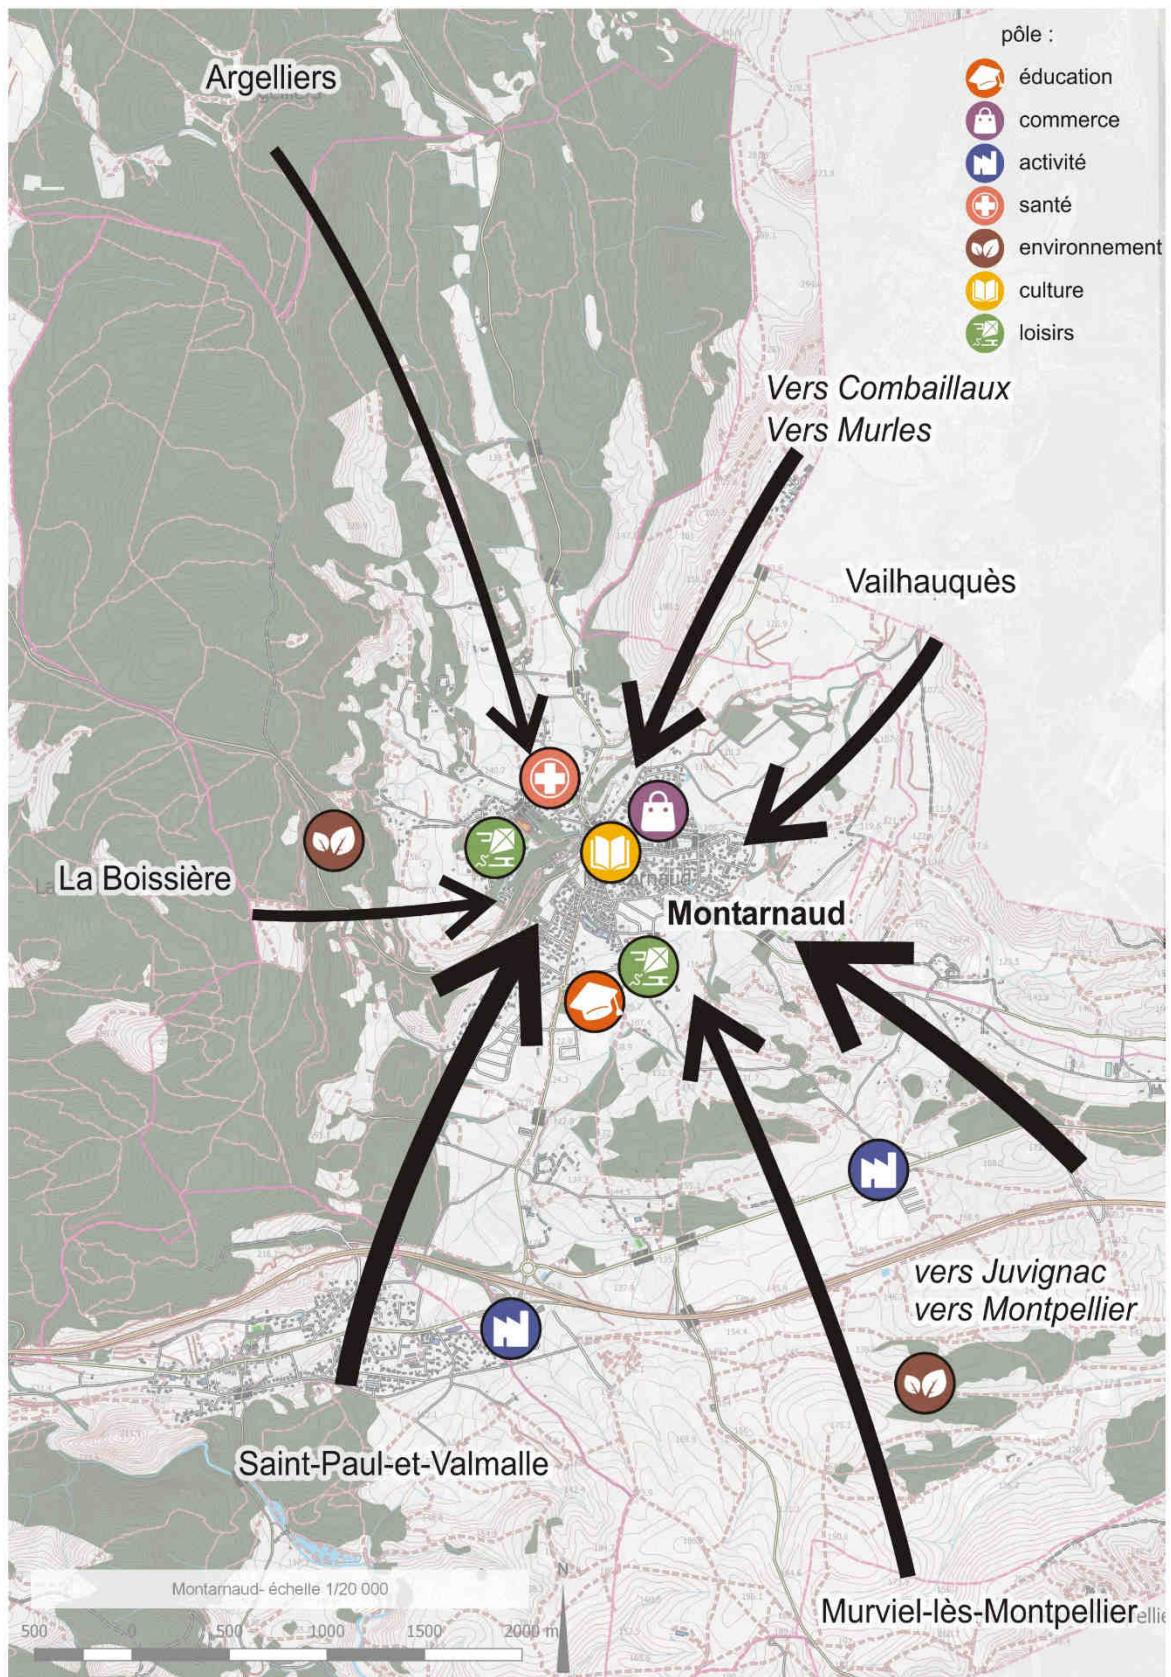 pôle :
Argelliers
éducation
commerce
activité
santé
environnement
culture
loisirs
Vers Combaillaux
Vers Murles
Vailhauquès
La Boissière
Montarnaud
vers Juvignac
vers Montpellier
Saint-Paul-et-Valmalle
Montarnaud- échelle 1/20 000
N
Murviel-lès-Montpellier
500 0 500 1000 1500 2000 m